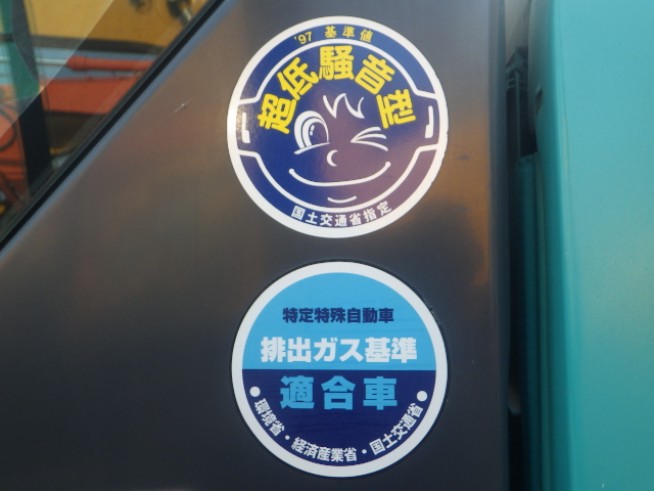 '97 基準値
超低騒音型
国土交通省指定
特定特殊自動車
排出ガス基準
適合車
●環境省・経済産業省・国土交通省●